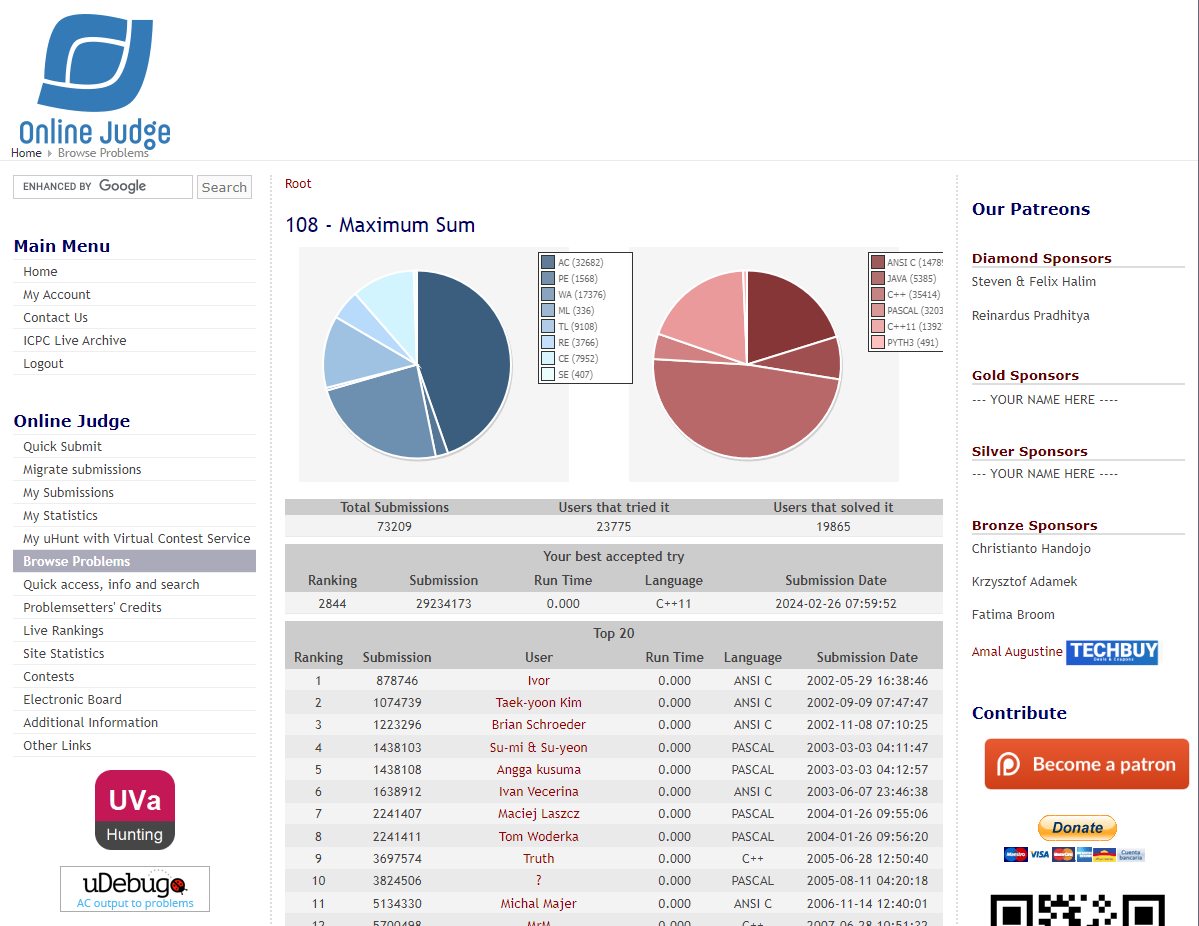 Online Judge
Home Browse Problems
ENHANCED BY Google Search
Main Menu
Home
My Account
Contact Us
ICPC Live Archive
Logout
Online Judge
Quick Submit
Migrate submissions
My Submissions
My Statistics
My uHunt with Virtual Contest Service
Browse Problems
Quick access, info and search
Problemsetters' Credits
Live Rankings
Site Statistics
Contests
Electronic Board
Additional Information
Other Links
UVa
Hunting
uDebug
AC output to problems
Root
108 - Maximum Sum
AC (32682)
PE (1568)
WA (17376)
ML (336)
TL (9108)
RE (3766)
CE (7952)
SE (407)
ANSI C (1478
JAVA (5385)
C++ (35414)
PASCAL (3203
C++11 (1392
PYTH3 (491)
Total Submissions Users that tried it Users that solved it
73209 23775 19865
Your best accepted try
Ranking Submission Run Time Language Submission Date
2844 29234173 0.000 C++11 2024-02-26 07:59:52
Top 20
Ranking Submission User Run Time Language Submission Date
1 878746 Ivor 0.000 ANSI C 2002-05-29 16:38:46
2 1074739 Taek-yoon Kim 0.000 ANSI C 2002-09-09 07:47:47
3 1223296 Brian Schroeder 0.000 ANSI C 2002-11-08 07:10:25
4 1438103 Su-mi & Su-yeon 0.000 PASCAL 2003-03-03 04:11:47
5 1438108 Angga kusuma 0.000 PASCAL 2003-03-03 04:12:57
6 1638912 Ivan Vecerina 0.000 ANSI C 2003-06-07 23:46:38
7 2241407 Maciej Laszcz 0.000 PASCAL 2004-01-26 09:55:06
8 2241411 Tom Woderka 0.000 PASCAL 2004-01-26 09:56:20
9 3697574 Truth 0.000 C++ 2005-06-28 12:50:40
10 3824506 ? 0.000 PASCAL 2005-08-11 04:20:18
11 5134330 Michal Majer 0.000 ANSI C 2006-11-14 12:40:01
12 5700498 MrM 0.000 C++ 2007-06-28 10:51:22
Our Patreons
Diamond Sponsors
Steven & Felix Halim
Reinardus Pradhitya
Gold Sponsors
--- YOUR NAME HERE ----
Silver Sponsors
--- YOUR NAME HERE ----
Bronze Sponsors
Christianto Handojo
Krzysztof Adamek
Fatima Broom
Amal Augustine TECHBUY
Deals & Coupons
Contribute
Become a patron
Donate
Maestro VISA
Cuenta
bancaria